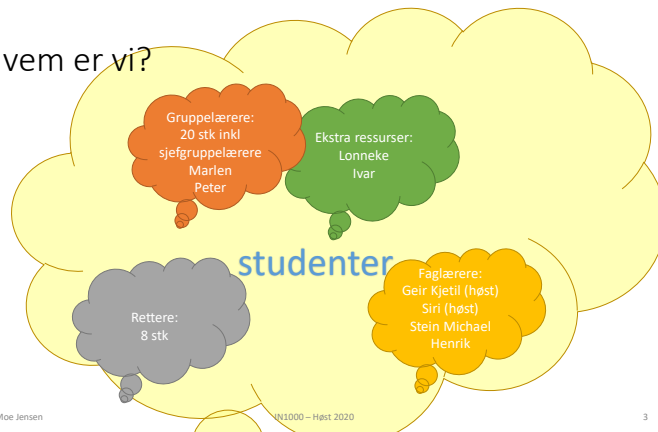 vem er vi?
Gruppelærere:
20 stk inkl
sjefgruppelærere
Marlen
Peter
Ekstra ressurser:
Lonneke
Ivar
studenter
Rettere:
8 stk
Faglærere:
Geir Kjetil (høst)
Siri (høst)
Stein Michael
Henrik
Moe Jensen
IN1000 – Høst 2020
3